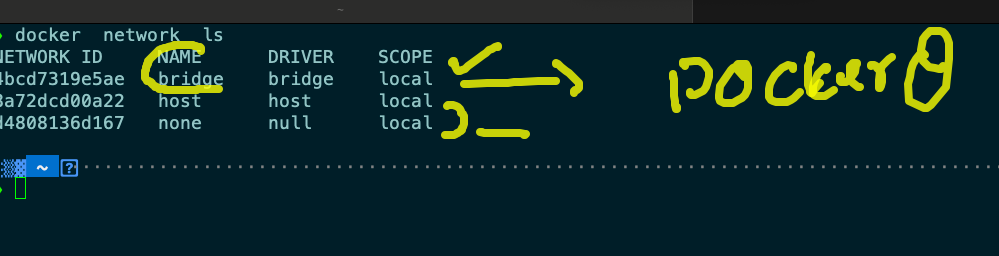 ~
docker network ls
NETWORK ID NAME DRIVER SCOPE
4bcd7319e5ae bridge bridge local
3a72dcd00a22 host host local
d4808136d167 none null local
Docker0
~ ?